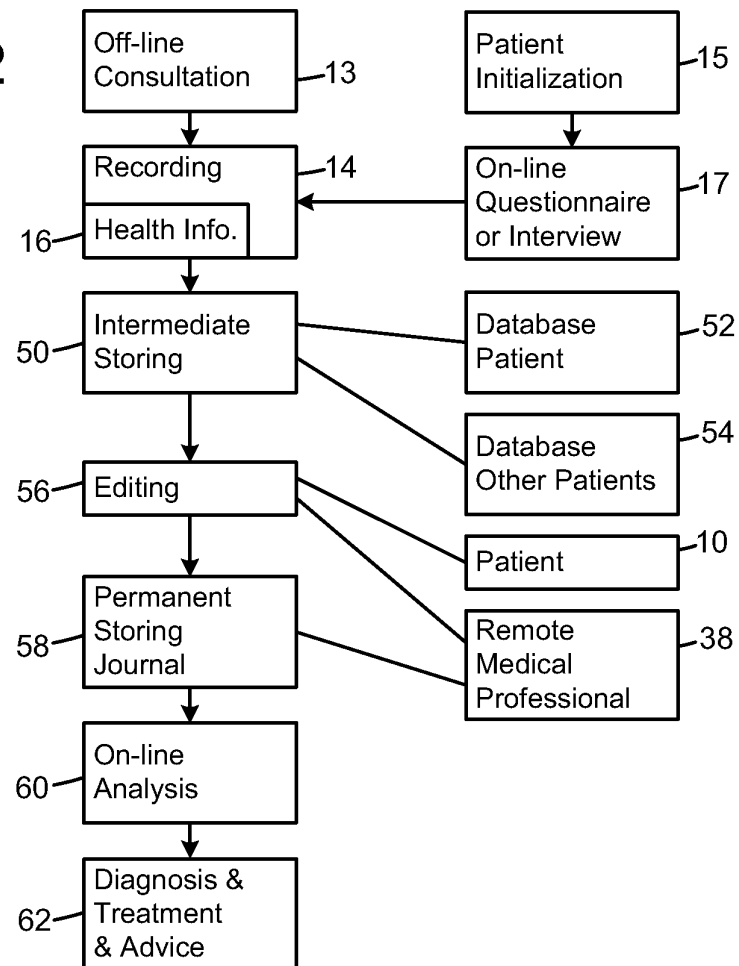 2
Off-line
Consultation
13
Patient
Initialization
15
Recording
14
16
Health Info.
On-line
Questionnaire
or Interview
17
50
Intermediate
Storing
Database
Patient
52
Database
Other Patients
54
56
Editing
Patient
10
58
Permanent
Storing
Journal
Remote
Medical
Professional
38
60
On-line
Analysis
62
Diagnosis &
Treatment
& Advice